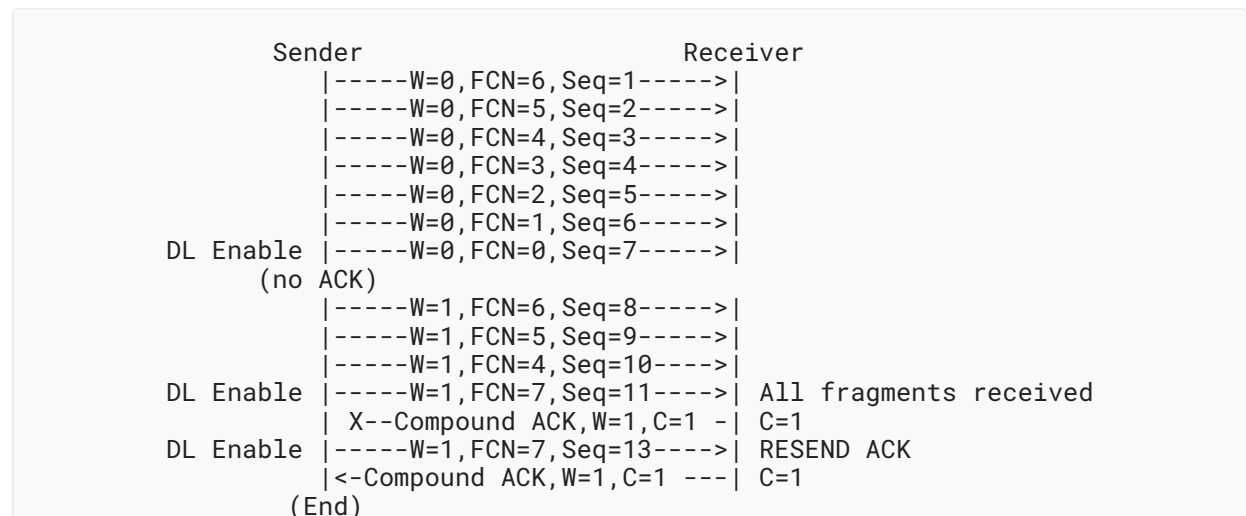 Sender                     Receiver
|-----W=0,FCN=6,Seq=1----->|
|-----W=0,FCN=5,Seq=2----->|
|-----W=0,FCN=4,Seq=3----->|
|-----W=0,FCN=3,Seq=4----->|
|-----W=0,FCN=2,Seq=5----->|
|-----W=0,FCN=1,Seq=6----->|
DL Enable |-----W=0,FCN=0,Seq=7----->|
(no ACK)
|-----W=1,FCN=6,Seq=8----->|
|-----W=1,FCN=5,Seq=9----->|
|-----W=1,FCN=4,Seq=10---->|
DL Enable |-----W=1,FCN=7,Seq=11---->| All fragments received
| X--Compound ACK,W=1,C=1 -| C=1
DL Enable |-----W=1,FCN=7,Seq=13---->| RESEND ACK
|<-Compound ACK,W=1,C=1 ---| C=1
(End)